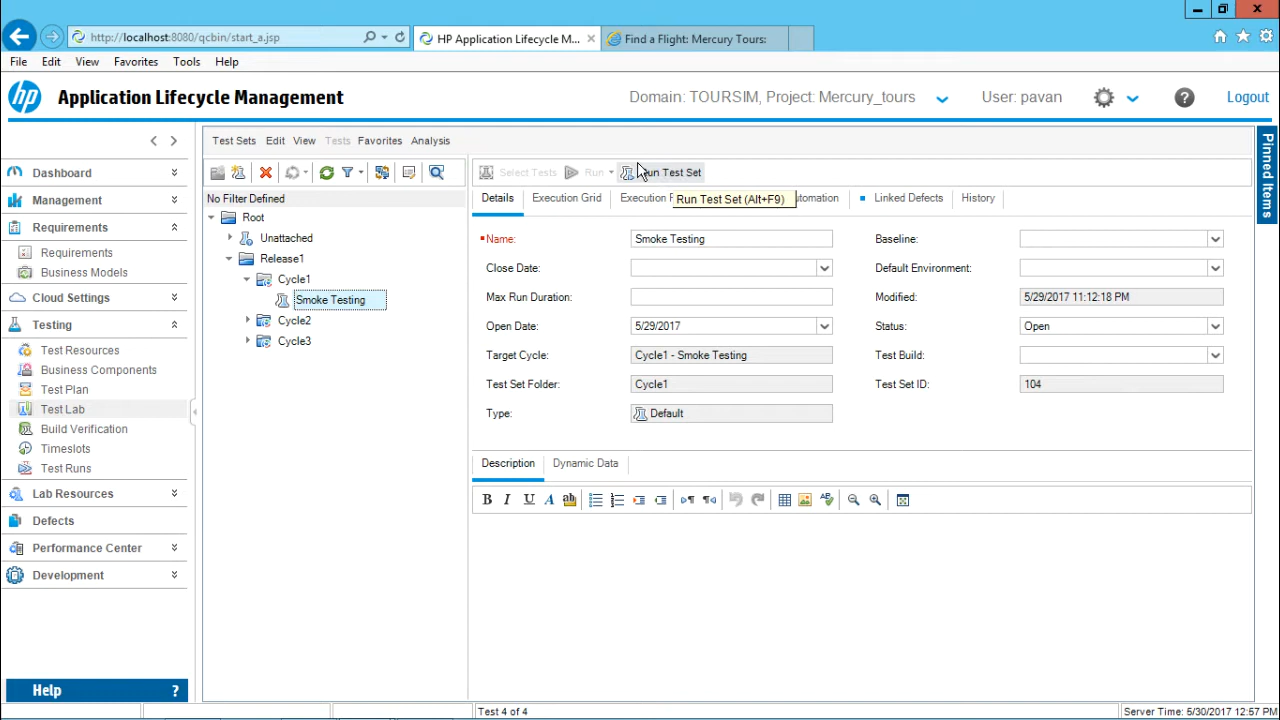 http://localhost:8080/qcbin/start_a.jsp
HP Application Lifecycle M...
Find a Flight: Mercury Tours:
File Edit View Favorites Tools Help
hp Application Lifecycle Management
Domain: TOURSIM, Project: Mercury_tours
User: pavan
Logout
Dashboard
Management
Requirements
Requirements
Business Models
Cloud Settings
Testing
Test Resources
Business Components
Test Plan
Test Lab
Build Verification
Timeslots
Test Runs
Lab Resources
Defects
Performance Center
Development
Help ?
Test Sets Edit View Tests Favorites Analysis
No Filter Defined
Root
Unattached
Release1
Cycle1
Smoke Testing
Cycle2
Cycle3
Select Tests Run Run Test Set
Run Test Set (Alt+F9)
Details Execution Grid Execution Linked Defects History
Name: Smoke Testing Baseline:
Close Date: Default Environment:
Max Run Duration: Modified: 5/29/2017 11:12:18 PM
Open Date: 5/29/2017 Status: Open
Target Cycle: Cycle1 - Smoke Testing Test Build:
Test Set Folder: Cycle1 Test Set ID: 104
Type: Default
Description Dynamic Data
B I U A ab
Pinned Items
Test 4 of 4
Server Time: 5/30/2017 12:57 PM